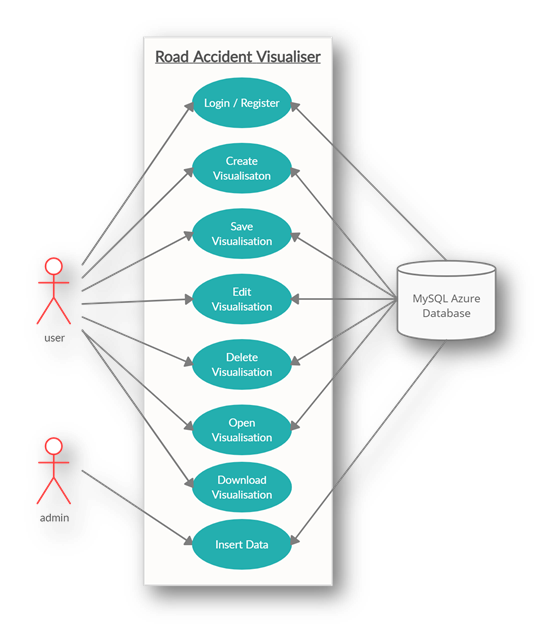 Road Accident Visualiser
Login / Register
Create
Visualisaton
Save
Visualisation
Edit
Visualisation
Delete
Visualisation
Open
Visualisation
Download
Visualisation
Insert Data
user
admin
MySQL Azure
Database